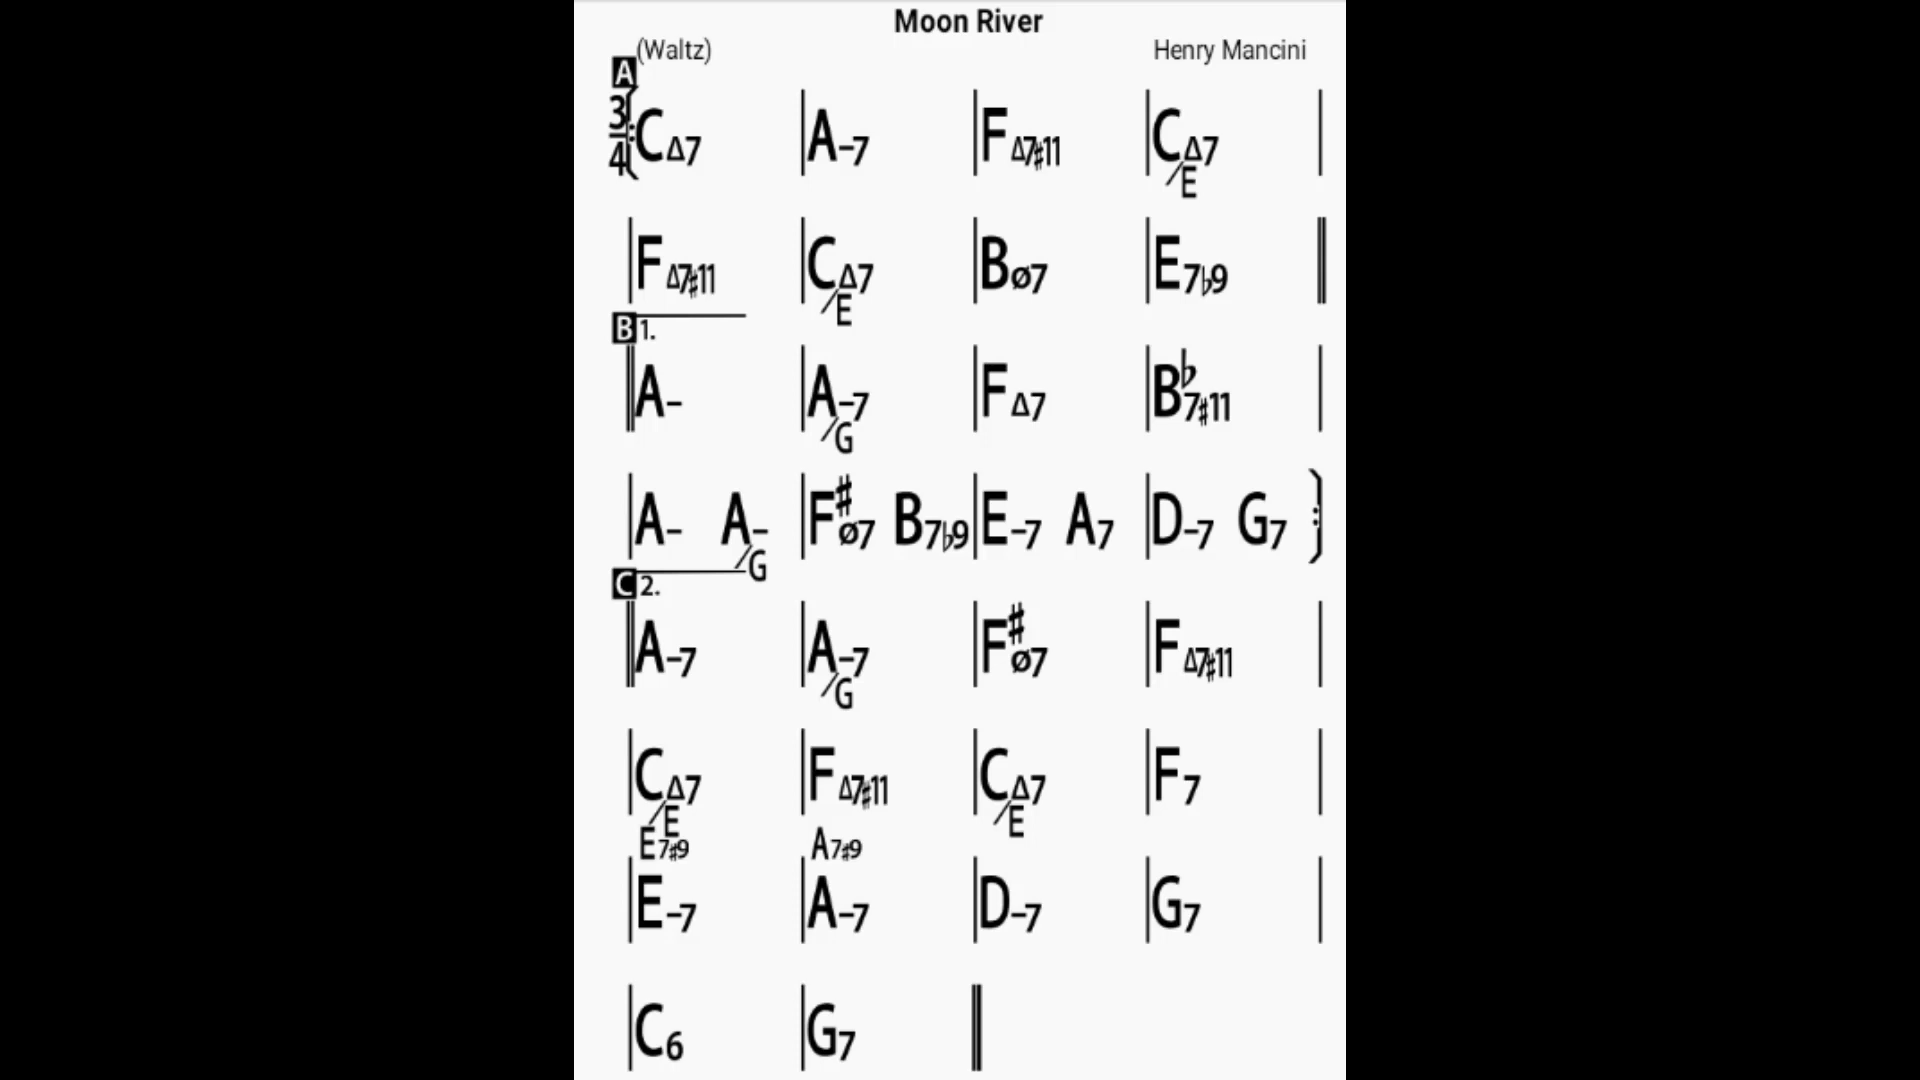 Moon River
(Waltz) Henry Mancini
A
3/4 CΔ7 | A-7 | FΔ7#11 | CΔ7/E |
| FΔ7#11 | CΔ7/E | Bø7 | E7♭9 ||
B 1.
|| A- | A-7/G | FΔ7 | B♭7#11 |
| A- A-/G | F#ø7 B7♭9 | E-7 A7 | D-7 G7
C 2.
|| A-7 | A-7/G | F#ø7 | FΔ7#11 |
| CΔ7/E | FΔ7#11 | CΔ7/E | F7 |
E7#9 A7#9
| E-7 | A-7 | D-7 | G7 |
| C6 | G7 ||